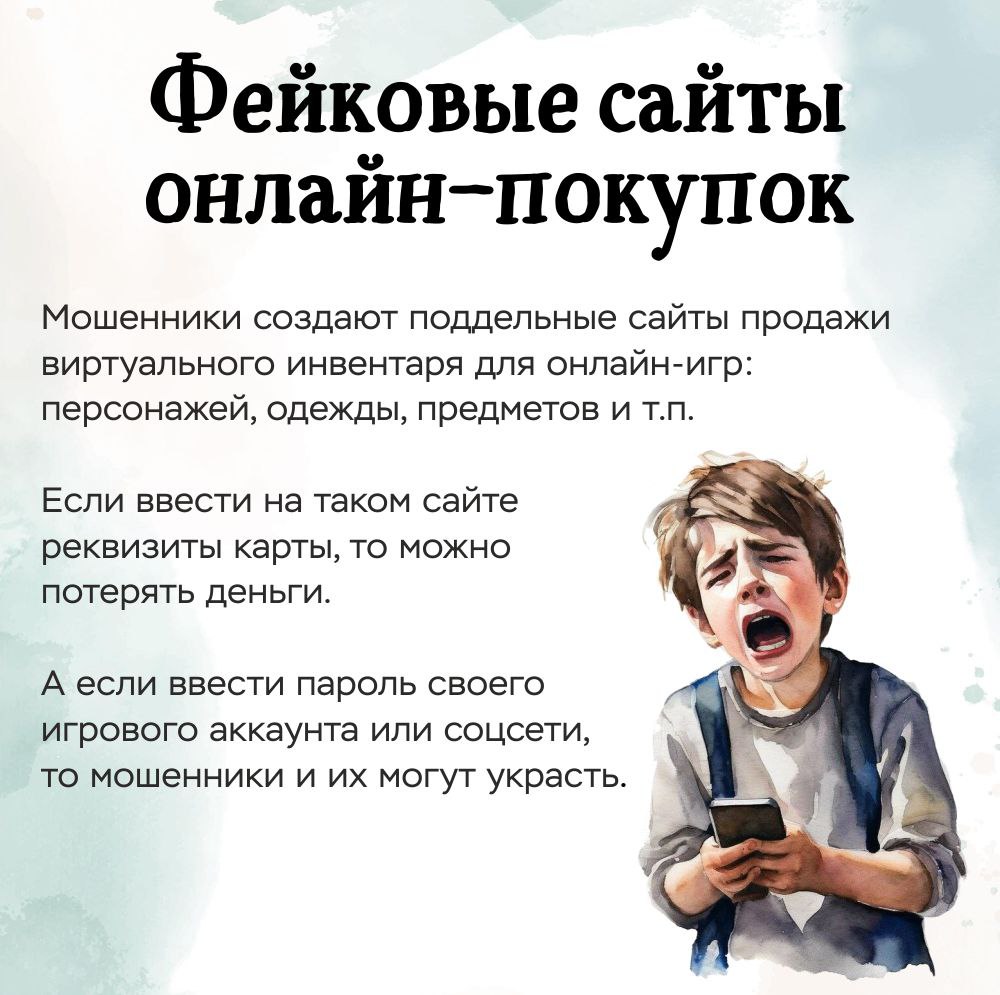 Фейковые сайты
онлайн-покупок
Мошенники создают поддельные сайты продажи
виртуального инвентаря для онлайн-игр:
персонажей, одежды, предметов и т.п.
Если ввести на таком сайте
реквизиты карты, то можно
потерять деньги.
А если ввести пароль своего
игрового аккаунта или соцсети,
то мошенники и их могут украсть.